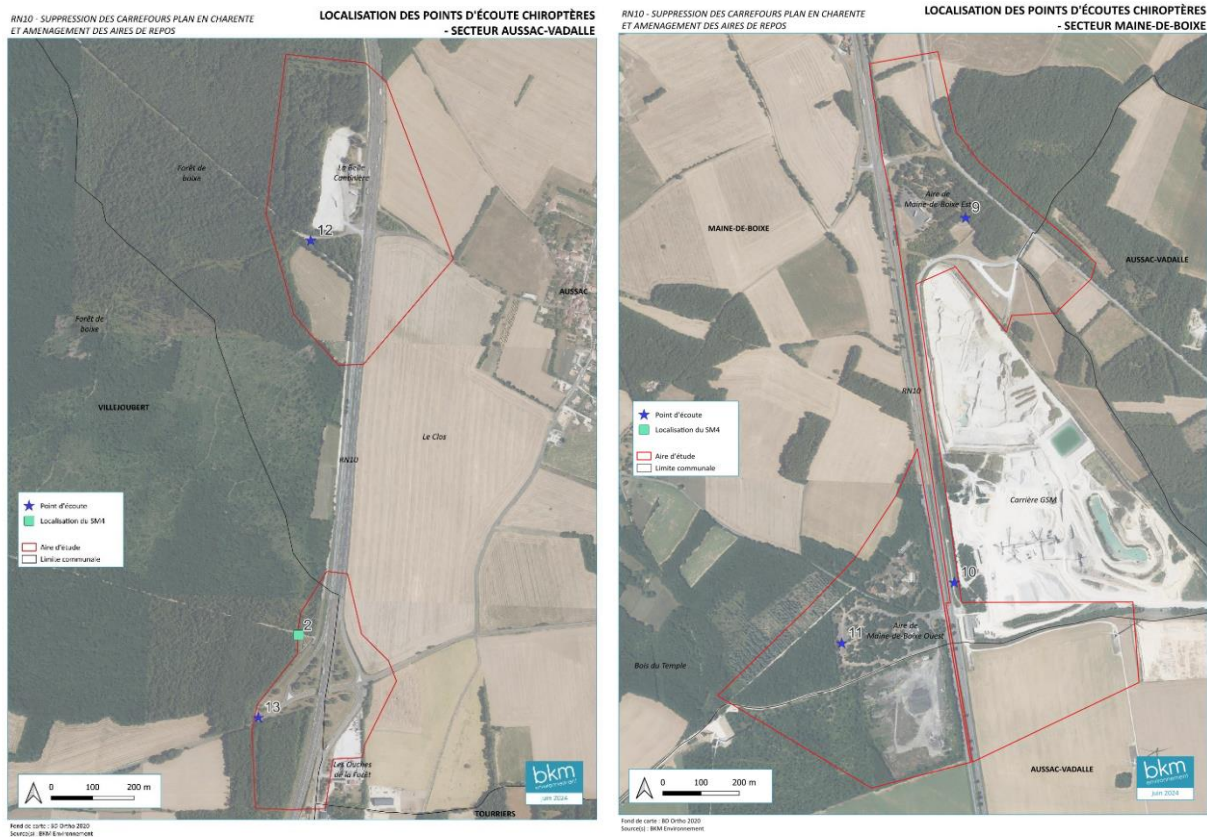 RN10 - SUPPRESSION DES CARREFOURS PLAN EN CHARENTE
ET AMENAGEMENT DES AIRES DE REPOS
LOCALISATION DES POINTS D'ÉCOUTE CHIROPTÈRES
- SECTEUR AUSSAC-VADALLE
Forêt de
boixe
12
AUSSAC
Forêt de
boixe
VILLEJOUBERT
Le Clos
RN10
Point d'écoute
Localisation du SM4
Aire d'étude
Limite communale
2
13
Les Ouches
de la Forêt
0 100 200 m
bkm
environnement
juin 2024
TOURRIERS
Fond de carte : BD Ortho 2020
Source(s) : BKM Environnement
RN10 - SUPPRESSION DES CARREFOURS PLAN EN CHARENTE
ET AMENAGEMENT DES AIRES DE REPOS
LOCALISATION DES POINTS D'ÉCOUTES CHIROPTÈRES
- SECTEUR MAINE-DE-BOIXE
Aire de
Maine-de-Boixe Est
9
MAINE-DE-BOIXE
AUSSAC-VADALLE
RN10
Point d'écoute
Localisation du SM4
Aire d'étude
Limite communale
Carrière GSM
10
11
Aire de
Maine-de-Boixe Ouest
Bois du Temple
AUSSAC-VADALLE
0 100 200 m
bkm
environnement
juin 2024
Fond de carte : BD Ortho 2020
Source(s) : BKM Environnement